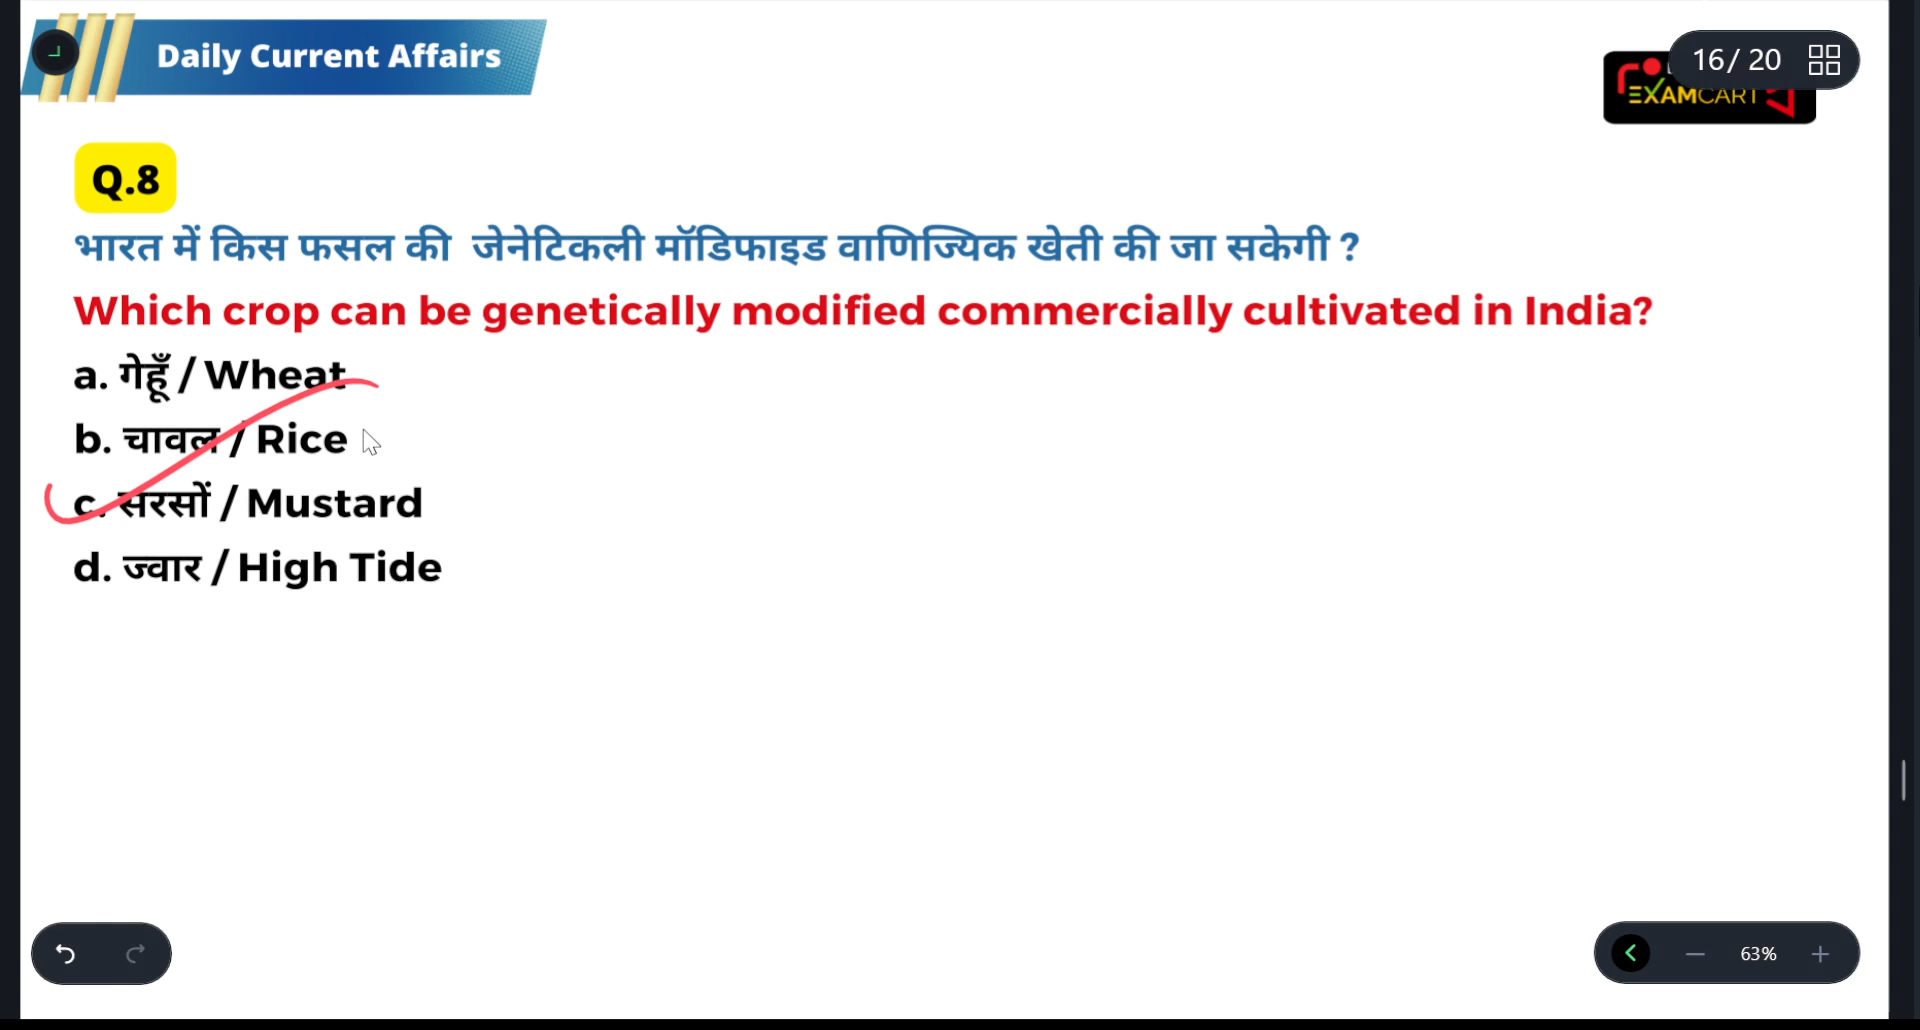 Daily Current Affairs
16/ 20
EXAMCART
Q.8
भारत में किस फसल की जेनेटिकली मॉडिफाइड वाणिज्यिक खेती की जा सकेगी ?
Which crop can be genetically modified commercially cultivated in India?
a. गेहूँ / Wheat
b. चावल / Rice
c. सरसों / Mustard
d. ज्वार / High Tide
63%